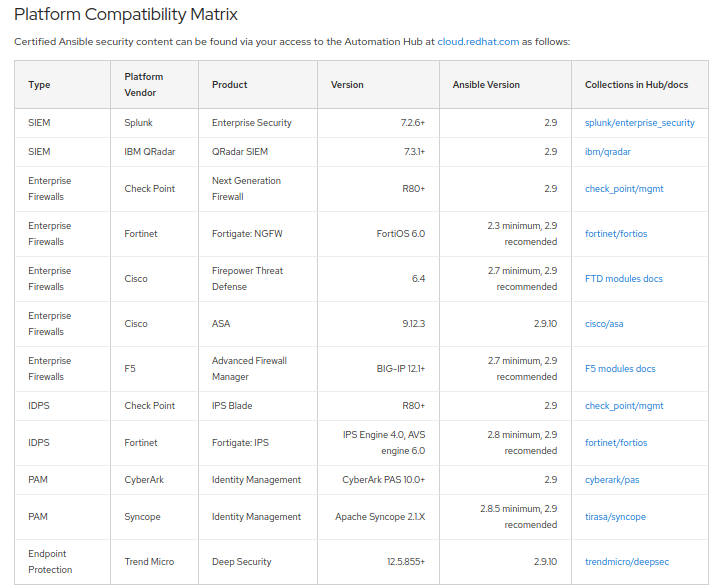 Platform Compatibility Matrix
Certified Ansible security content can be found via your access to the Automation Hub at cloud.redhat.com as follows:
Type Platform Vendor Product Version Ansible Version Collections in Hub/docs
SIEM Splunk Enterprise Security 7.2.6+ 2.9 splunk/enterprise_security
SIEM IBM QRadar QRadar SIEM 7.3.1+ 2.9 ibm/qradar
Enterprise Firewalls Check Point Next Generation Firewall R80+ 2.9 check_point/mgmt
Enterprise Firewalls Fortinet Fortigate: NGFW FortiOS 6.0 2.3 minimum, 2.9 recomended fortinet/fortios
Enterprise Firewalls Cisco Firepower Threat Defense 6.4 2.7 minimum, 2.9 recommended FTD modules docs
Enterprise Firewalls Cisco ASA 9.12.3 2.9.10 cisco/asa
Enterprise Firewalls F5 Advanced Firewall Manager BIG-IP 12.1+ 2.7 minimum, 2.9 recommended F5 modules docs
IDPS Check Point IPS Blade R80+ 2.9 check_point/mgmt
IDPS Fortinet Fortigate: IPS IPS Engine 4.0, AVS engine 6.0 2.8 minimum, 2.9 recomended fortinet/fortios
PAM CyberArk Identity Management CyberArk PAS 10.0+ 2.9 cyberark/pas
PAM Syncope Identity Management Apache Syncope 2.1.X 2.8.5 minimum, 2.9 recomended tirasa/syncope
Endpoint Protection Trend Micro Deep Security 12.5.855+ 2.9.10 trendmicro/deepsec